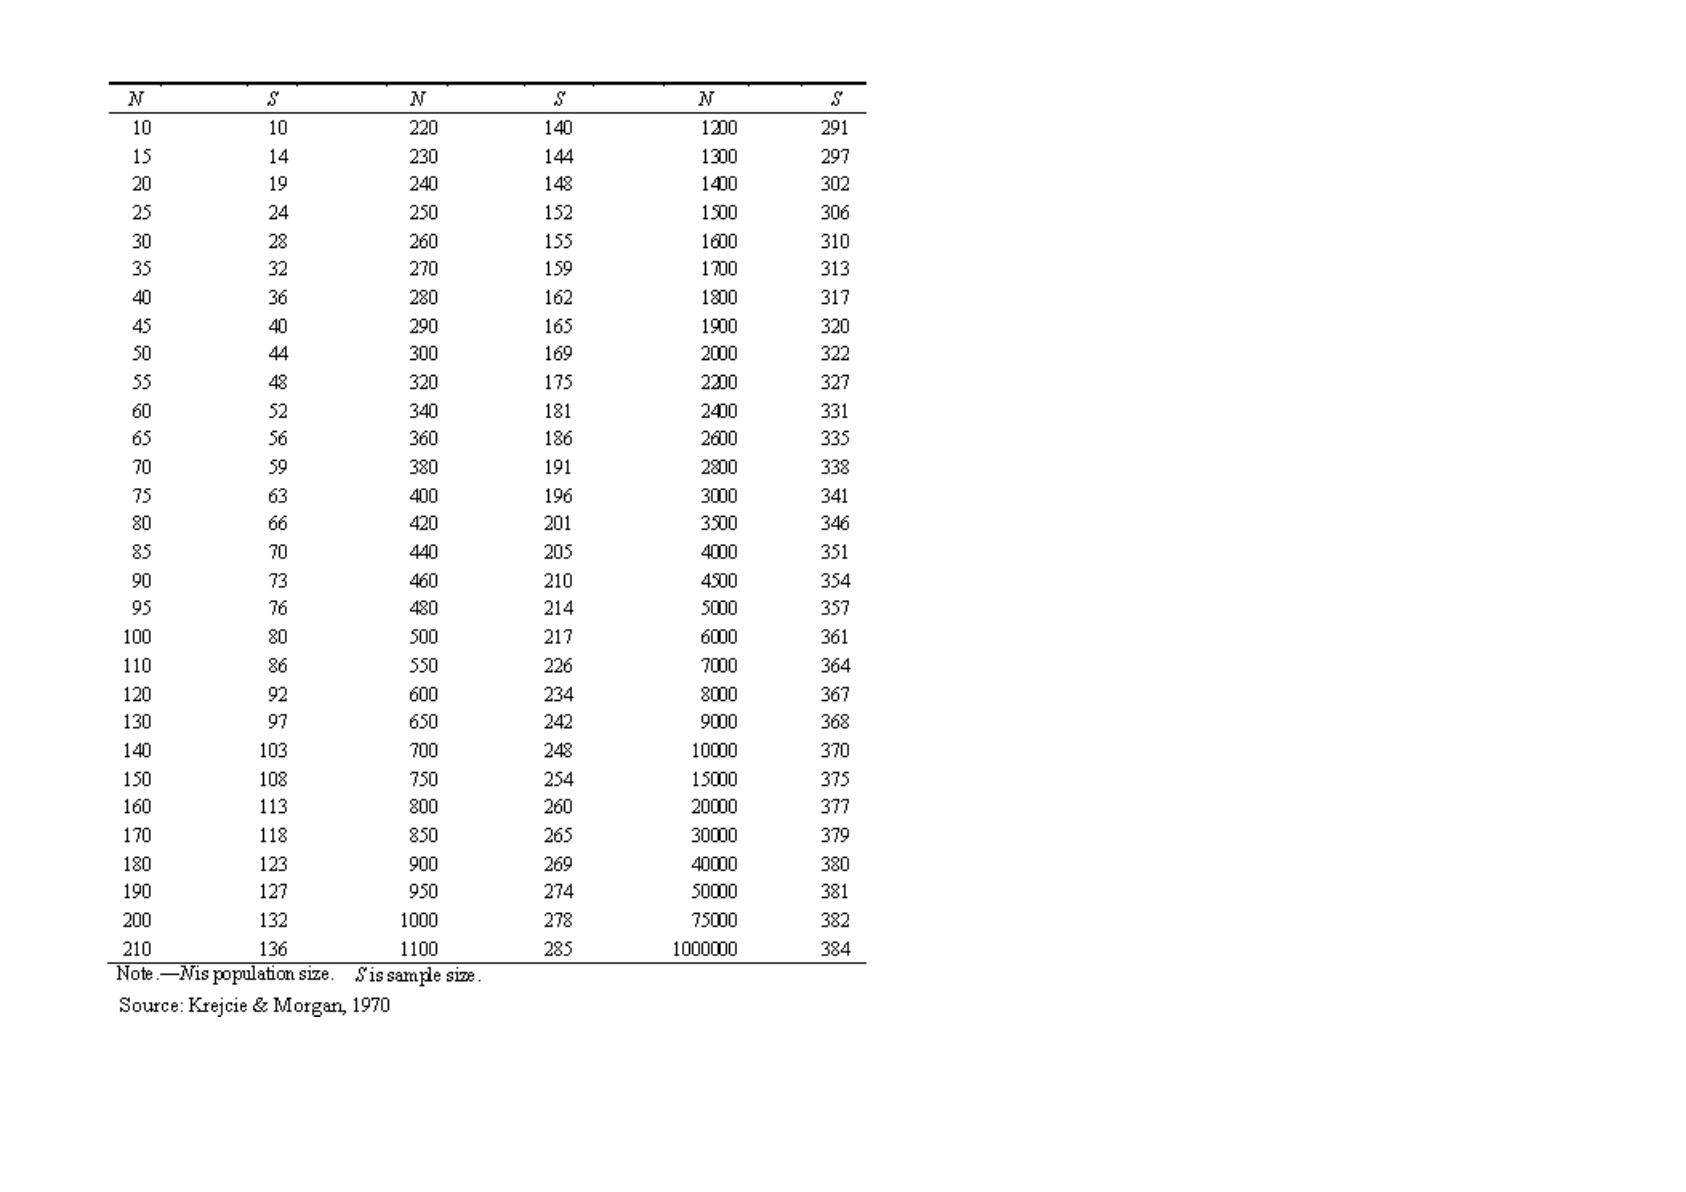 N S N S N S
10 10 220 140 1200 291
15 14 230 144 1300 297
20 19 240 148 1400 302
25 24 250 152 1500 306
30 28 260 155 1600 310
35 32 270 159 1700 313
40 36 280 162 1800 317
45 40 290 165 1900 320
50 44 300 169 2000 322
55 48 320 175 2200 327
60 52 340 181 2400 331
65 56 360 186 2600 335
70 59 380 191 2800 338
75 63 400 196 3000 341
80 66 420 201 3500 346
85 70 440 205 4000 351
90 73 460 210 4500 354
95 76 480 214 5000 357
100 80 500 217 6000 361
110 86 550 226 7000 364
120 92 600 234 8000 367
130 97 650 242 9000 368
140 103 700 248 10000 370
150 108 750 254 15000 375
160 113 800 260 20000 377
170 118 850 265 30000 379
180 123 900 269 40000 380
190 127 950 274 50000 381
200 132 1000 278 75000 382
210 136 1100 285 1000000 384
Note.—N is population size. S is sample size.
Source: Krejcie & Morgan, 1970